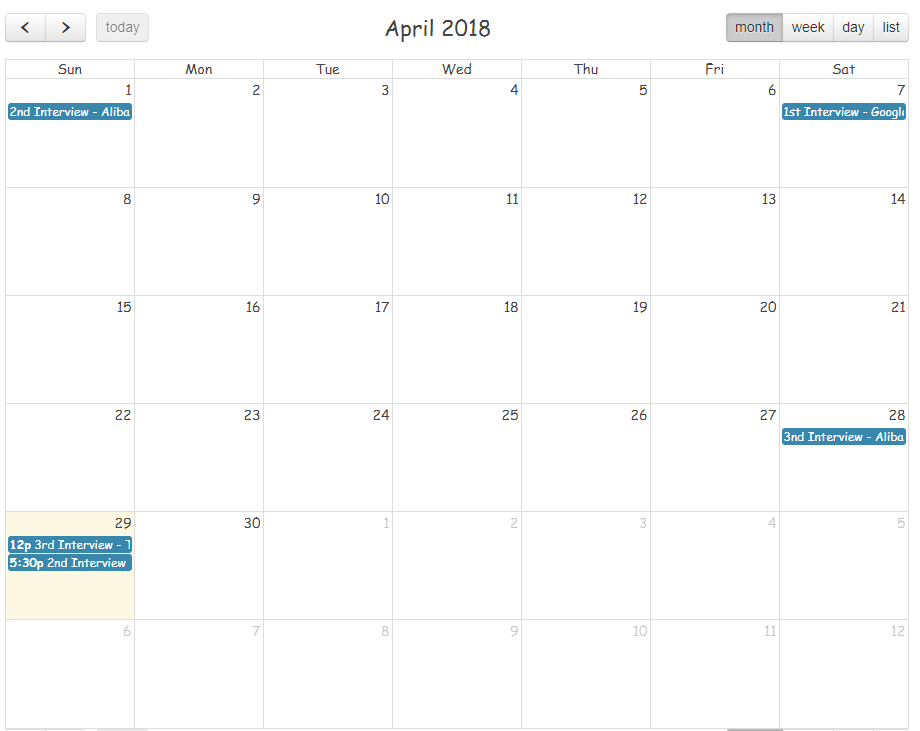 today
April 2018
month week day list
Sun Mon Tue Wed Thu Fri Sat
1 2 3 4 5 6 7
2nd Interview - Aliba
1st Interview - Googl
8 9 10 11 12 13 14
15 16 17 18 19 20 21
22 23 24 25 26 27 28
3nd Interview - Aliba
29 30 1 2 3 4 5
12p 3rd Interview - T
5:30p 2nd Interview
6 7 8 9 10 11 12